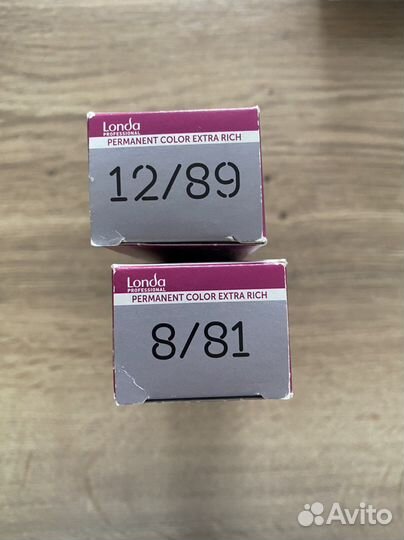 Londa
PROFESSIONAL
PERMANENT COLOR EXTRA RICH
12/89
Londa
PROFESSIONAL
PERMANENT COLOR EXTRA RICH
8/81
Avito